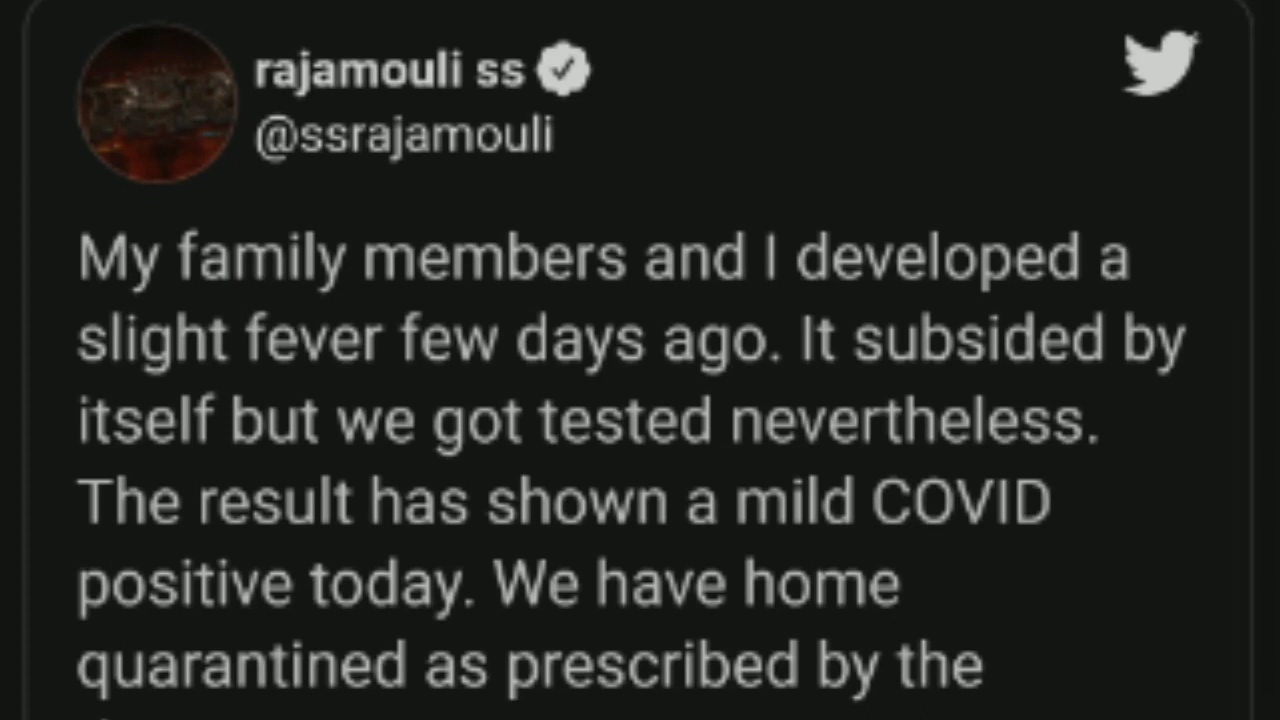 rajamouli ss
@ssrajamouli
My family members and I developed a
slight fever few days ago. It subsided by
itself but we got tested nevertheless.
The result has shown a mild COVID
positive today. We have home
quarantined as prescribed by the